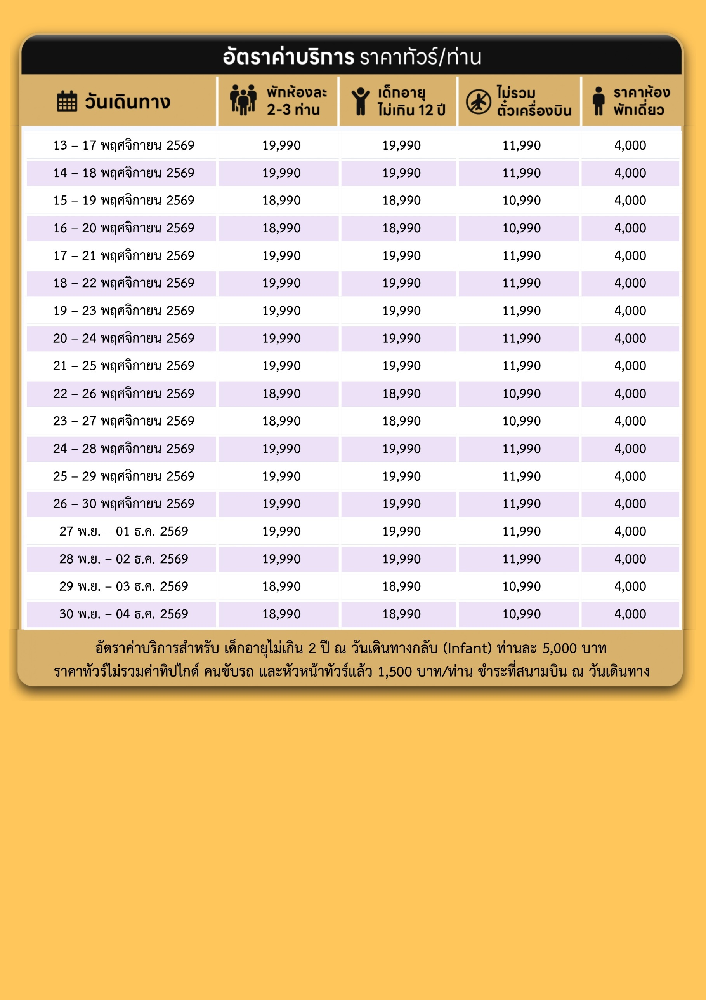 อัตราค่าบริการ ราคาทัวร์/ท่าน
วันเดินทาง พักห้องละ 2-3 ท่าน เด็กอายุ ไม่เกิน 12 ปี ไม่รวม ตั๋วเครื่องบิน ราคาห้อง พักเดี่ยว
13 – 17 พฤศจิกายน 2569 19,990 19,990 11,990 4,000
14 – 18 พฤศจิกายน 2569 19,990 19,990 11,990 4,000
15 – 19 พฤศจิกายน 2569 18,990 18,990 10,990 4,000
16 – 20 พฤศจิกายน 2569 18,990 18,990 10,990 4,000
17 – 21 พฤศจิกายน 2569 19,990 19,990 11,990 4,000
18 – 22 พฤศจิกายน 2569 19,990 19,990 11,990 4,000
19 – 23 พฤศจิกายน 2569 19,990 19,990 11,990 4,000
20 – 24 พฤศจิกายน 2569 19,990 19,990 11,990 4,000
21 – 25 พฤศจิกายน 2569 19,990 19,990 11,990 4,000
22 – 26 พฤศจิกายน 2569 18,990 18,990 10,990 4,000
23 – 27 พฤศจิกายน 2569 18,990 18,990 10,990 4,000
24 – 28 พฤศจิกายน 2569 19,990 19,990 11,990 4,000
25 – 29 พฤศจิกายน 2569 19,990 19,990 11,990 4,000
26 – 30 พฤศจิกายน 2569 19,990 19,990 11,990 4,000
27 พ.ย. – 01 ธ.ค. 2569 19,990 19,990 11,990 4,000
28 พ.ย. – 02 ธ.ค. 2569 19,990 19,990 11,990 4,000
29 พ.ย. – 03 ธ.ค. 2569 18,990 18,990 10,990 4,000
30 พ.ย. – 04 ธ.ค. 2569 18,990 18,990 10,990 4,000
อัตราค่าบริการสำหรับ เด็กอายุไม่เกิน 2 ปี ณ วันเดินทางกลับ (Infant) ท่านละ 5,000 บาท
ราคาทัวร์ไม่รวมค่าทิปไกด์ คนขับรถ และหัวหน้าทัวร์แล้ว 1,500 บาท/ท่าน ชำระที่สนามบิน ณ วันเดินทาง